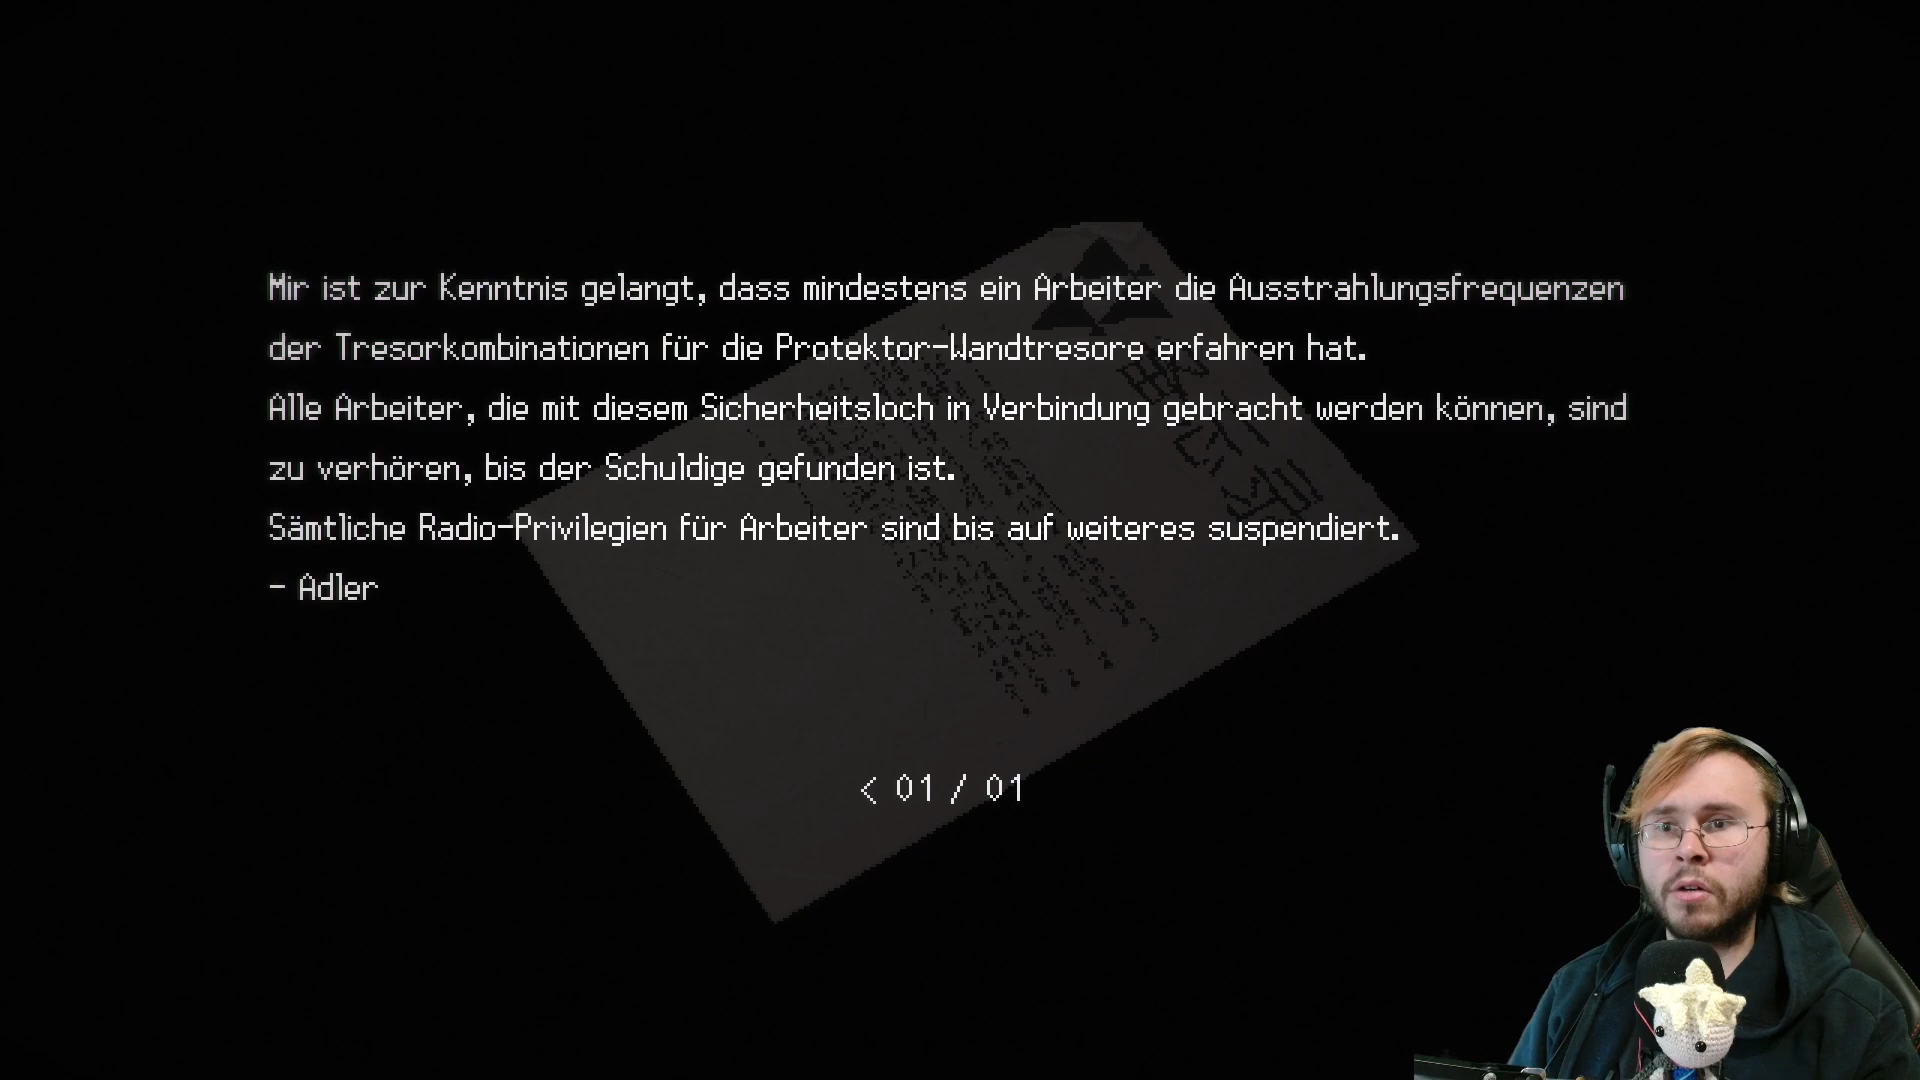 Mir ist zur Kenntnis gelangt, dass mindestens ein Arbeiter die Ausstrahlungsfrequenzen
der Tresorkombinationen für die Protektor-Wandtresore erfahren hat.
Alle Arbeiter, die mit diesem Sicherheitsloch in Verbindung gebracht werden können, sind
zu verhören, bis der Schuldige gefunden ist.
Sämtliche Radio-Privilegien für Arbeiter sind bis auf weiteres suspendiert.
- Adler
< 01 / 01